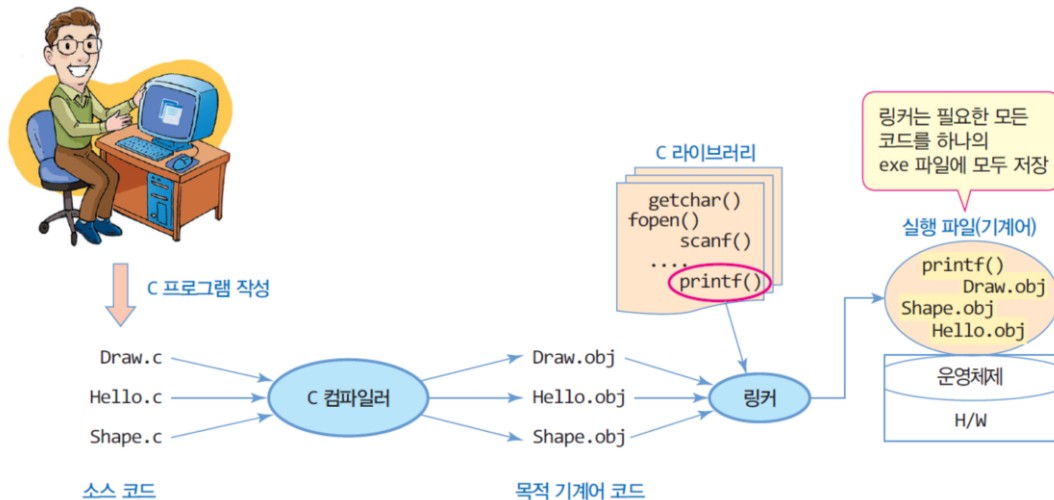 링커는 필요한 모든
코드를 하나의
exe 파일에 모두 저장
C 라이브러리
getchar()
fopen()
scanf()
....
printf()
실행 파일(기계어)
printf()
Draw.obj
Shape.obj
Hello.obj
운영체제
H/W
C 프로그램 작성
Draw.c
Hello.c
Shape.c
C 컴파일러
Draw.obj
Hello.obj
Shape.obj
링커
소스 코드
목적 기계어 코드